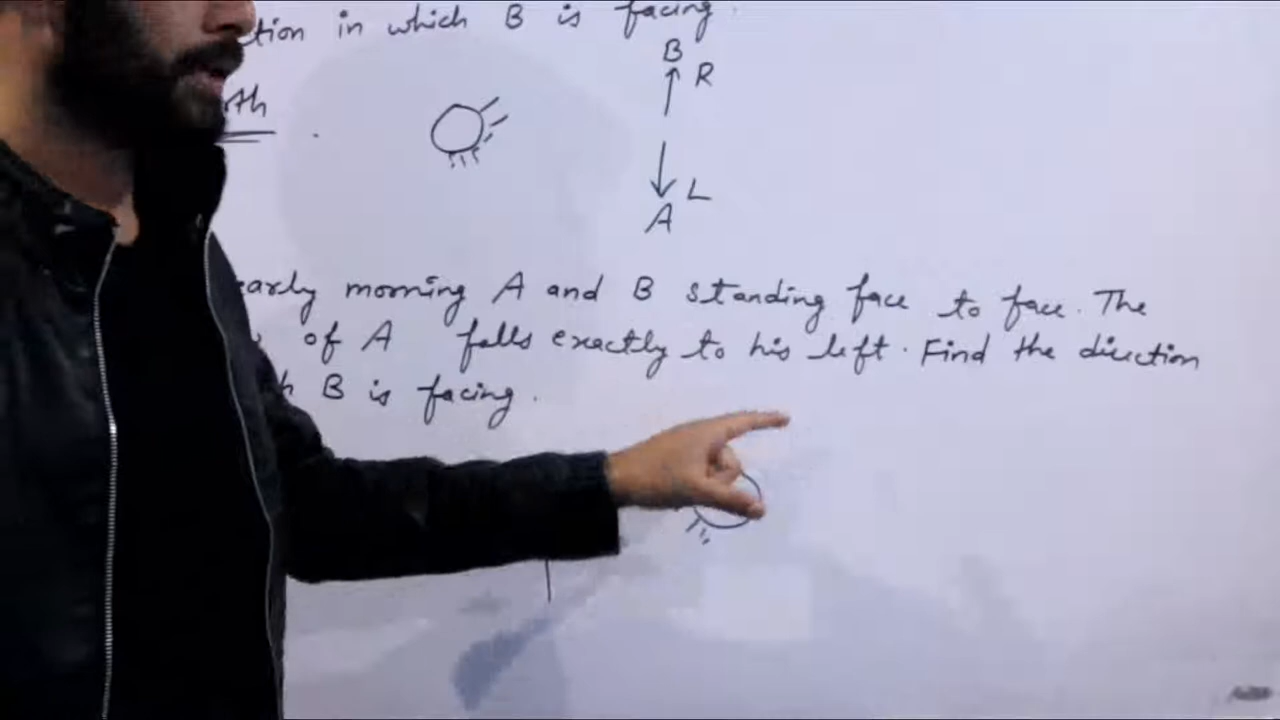 tion in which B is facing.
B
R
th
L
A
early morning A and B standing face to face. The
of A falls exactly to his left. Find the direction
h B is facing.